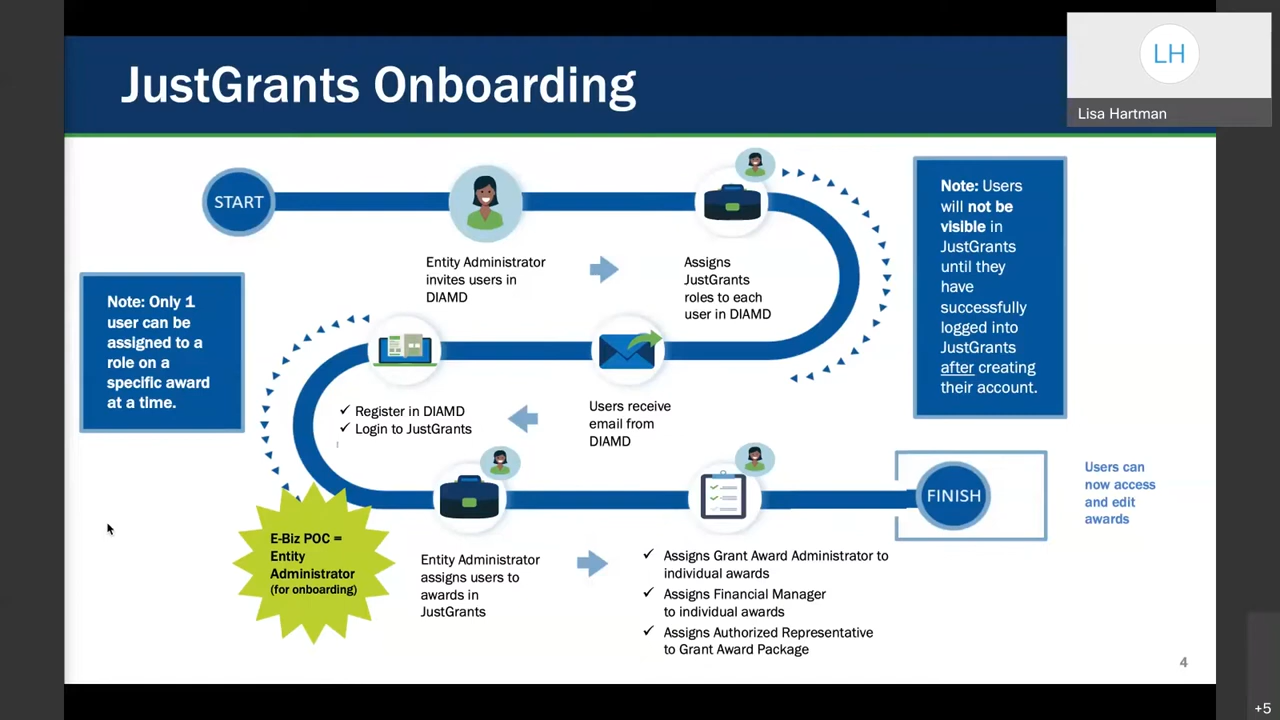 JustGrants Onboarding
LH
Lisa Hartman
START
Entity Administrator
invites users in
DIAMD
Assigns
JustGrants
roles to each
user in DIAMD
Note: Users
will not be
visible in
JustGrants
until they
have
successfully
logged into
JustGrants
after creating
their account.
Note: Only 1
user can be
assigned to a
role on a
specific award
at a time.
✓ Register in DIAMD
✓ Login to JustGrants
Users receive
email from
DIAMD
E-Biz POC =
Entity
Administrator
(for onboarding)
Entity Administrator
assigns users to
awards in
JustGrants
✓ Assigns Grant Award Administrator to
individual awards
✓ Assigns Financial Manager
to individual awards
✓ Assigns Authorized Representative
to Grant Award Package
FINISH
Users can
now access
and edit
awards
4
+5